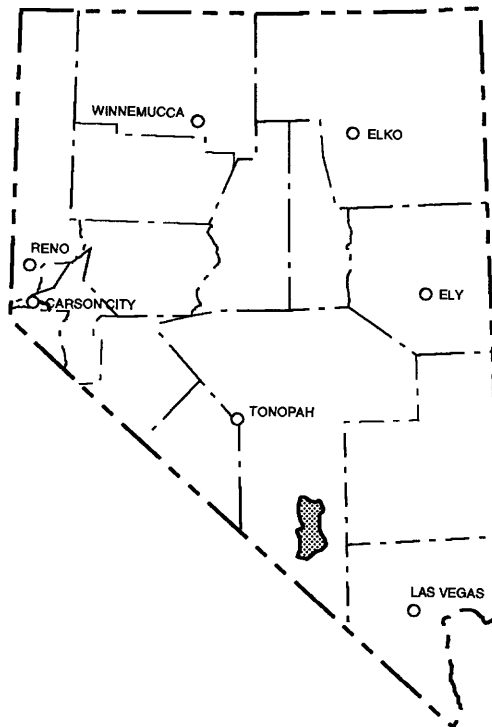 WINNEMUCCA
ELKO
RENO
CARSON CITY
ELY
TONOPAH
LAS VEGAS